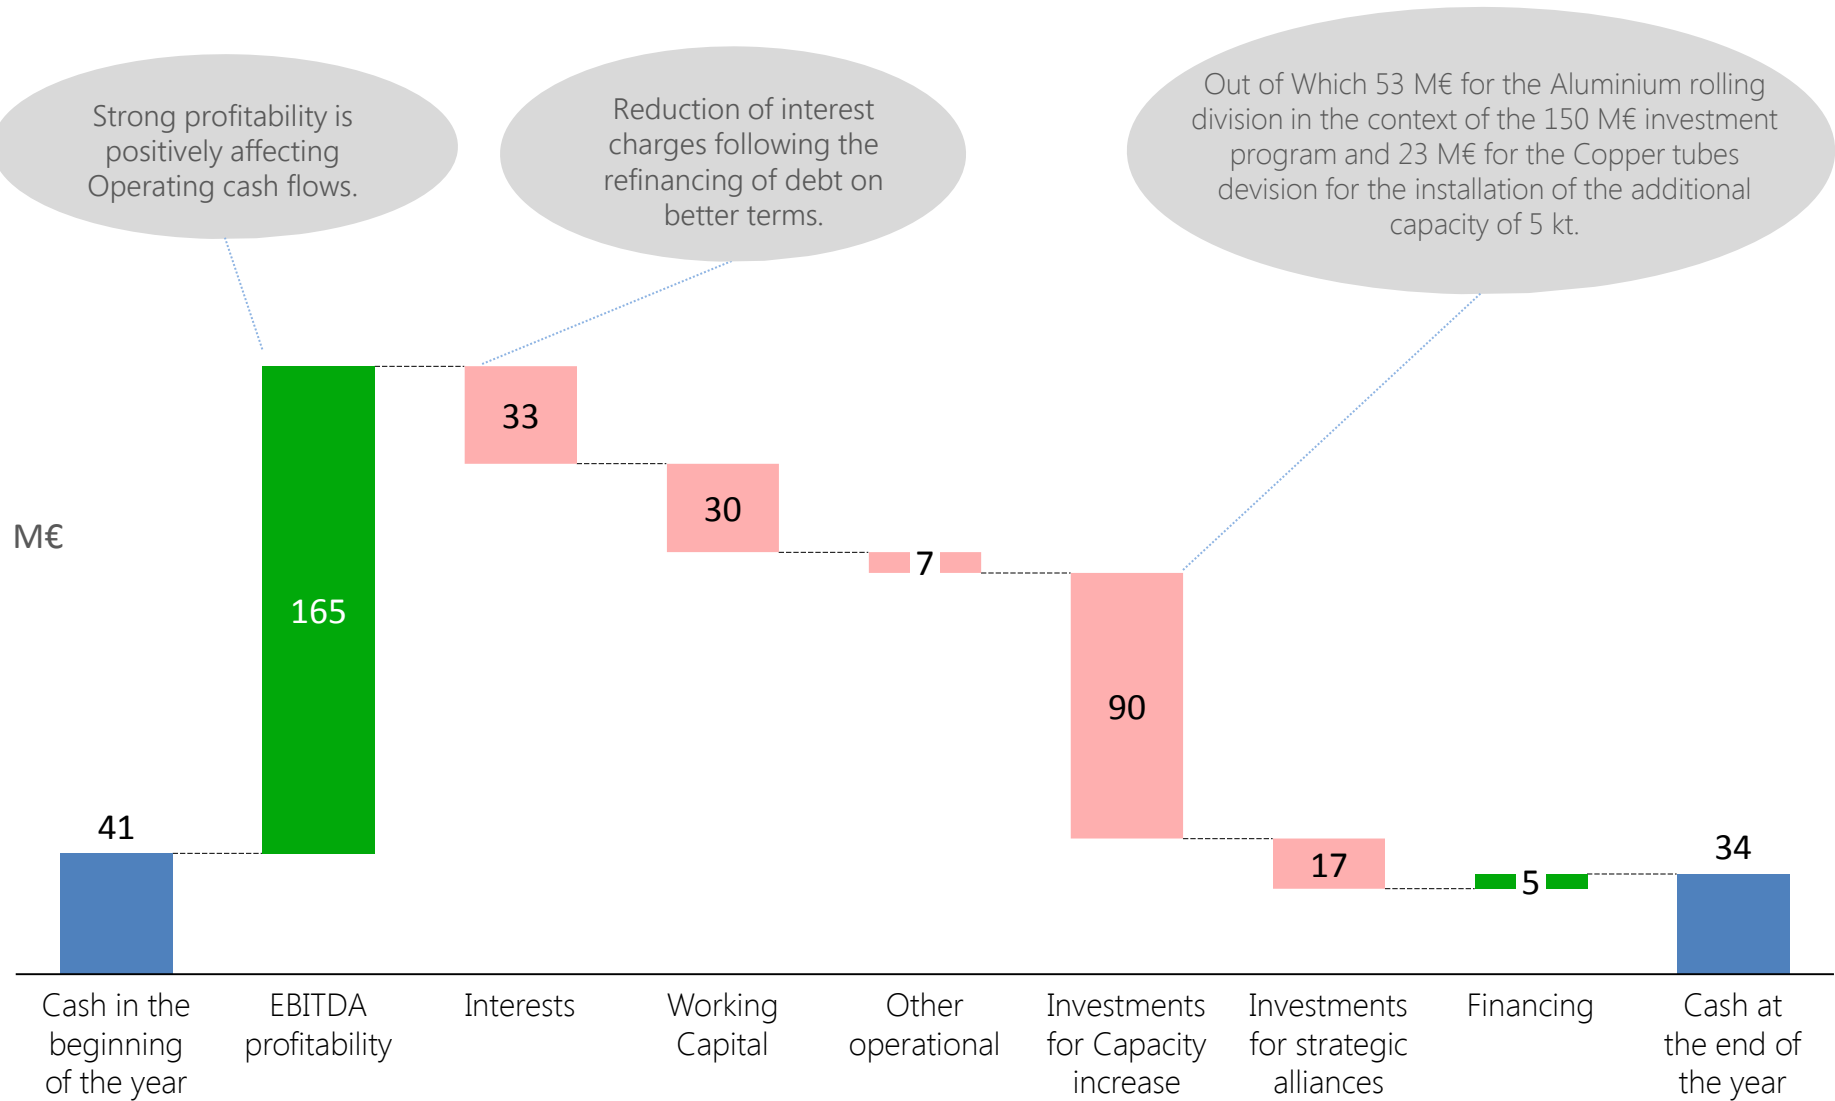 Strong profitability is
positively affecting
Operating cash flows.
Reduction of interest
charges following the
refinancing of debt on
better terms.
Out of Which 53 M€ for the Aluminium rolling
division in the context of the 150 M€ investment
program and 23 M€ for the Copper tubes
devision for the installation of the additional
capacity of 5 kt.
M€
41
165
33
30
7
90
17
5
34
Cash in the
beginning
of the year
EBITDA
profitability
Interests
Working
Capital
Other
operational
Investments
for Capacity
increase
Investments
for strategic
alliances
Financing
Cash at
the end of
the year